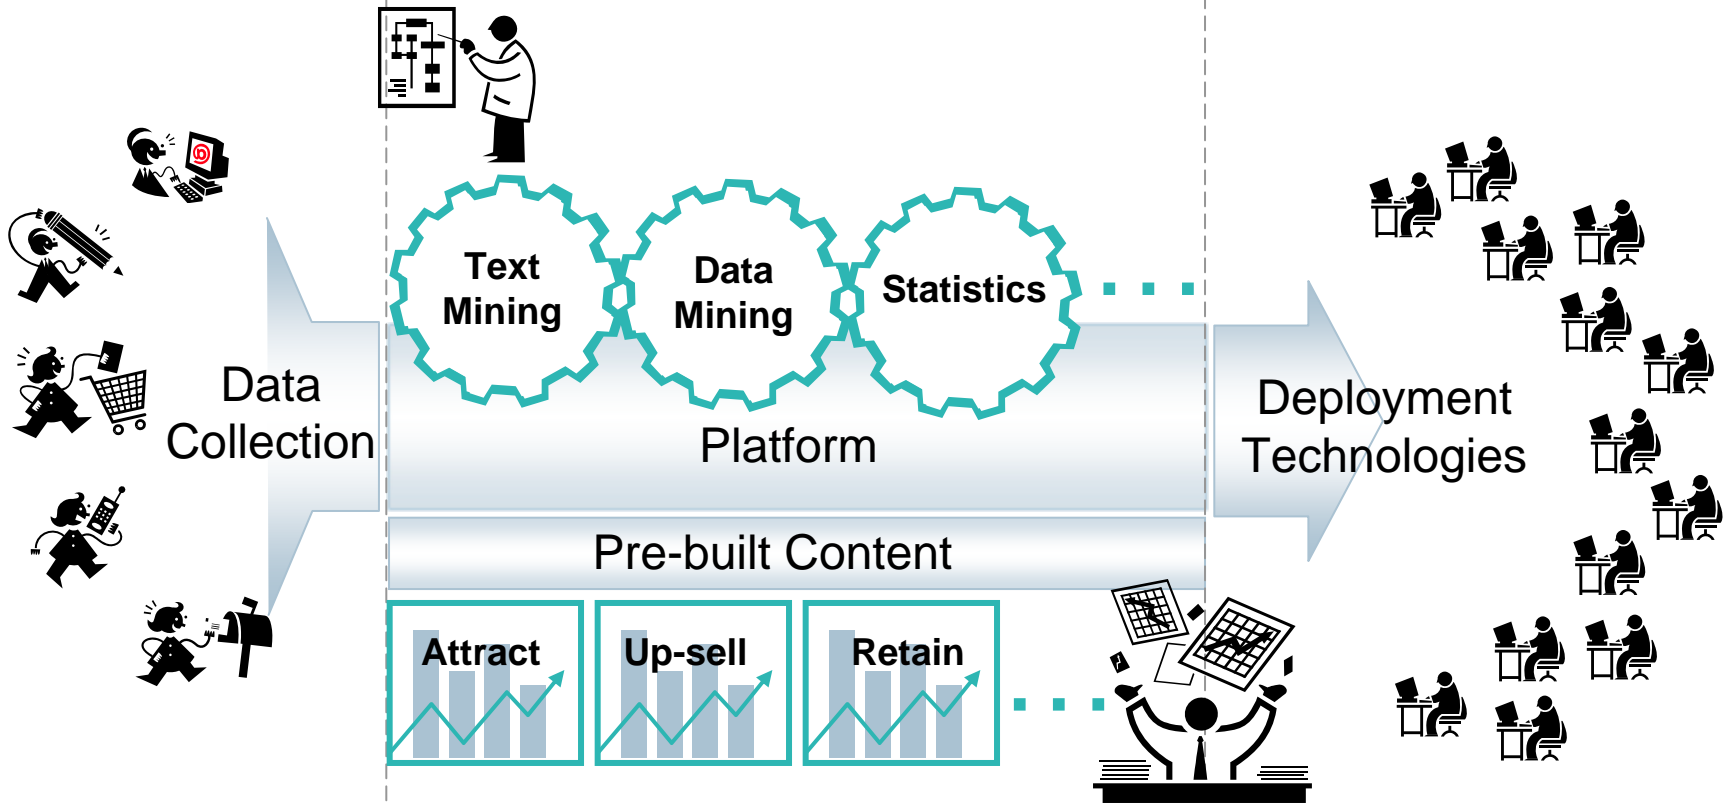 @
Text
Mining
Data
Mining
Statistics
Data
Collection
Platform
Deployment
Technologies
Pre-built Content
Attract
Up-sell
Retain